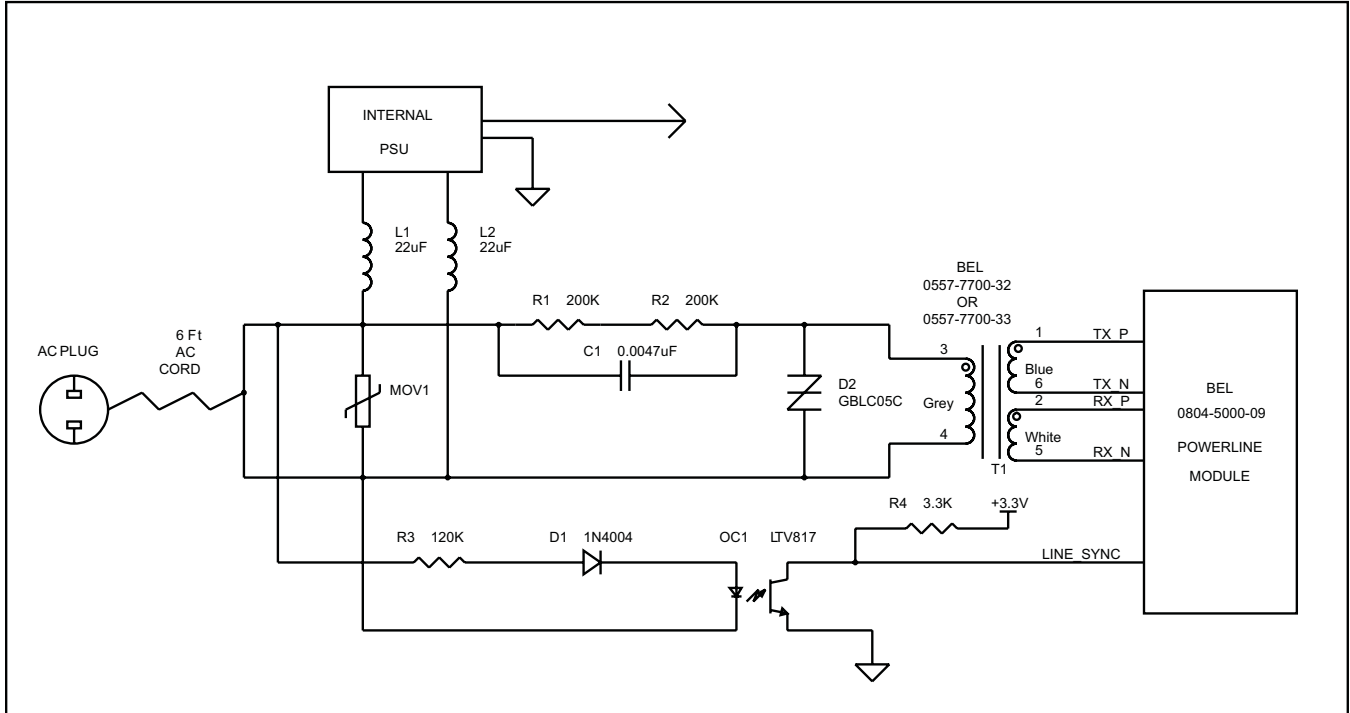 INTERNAL
PSU
L1
22uF
L2
22uF
BEL
0557-7700-32
OR
0557-7700-33
R1 200K
R2 200K
C1 0.0047uF
6 Ft
AC
CORD
AC PLUG
MOV1
D2
GBLC05C
3
Grey
4
1
Blue
6
2
White
5
T1
TX_P
TX_N
RX_P
RX_N
BEL
0804-5000-09
POWERLINE
MODULE
R4 3.3K
+3.3V
R3 120K
D1 1N4004
OC1 LTV817
LINE_SYNC